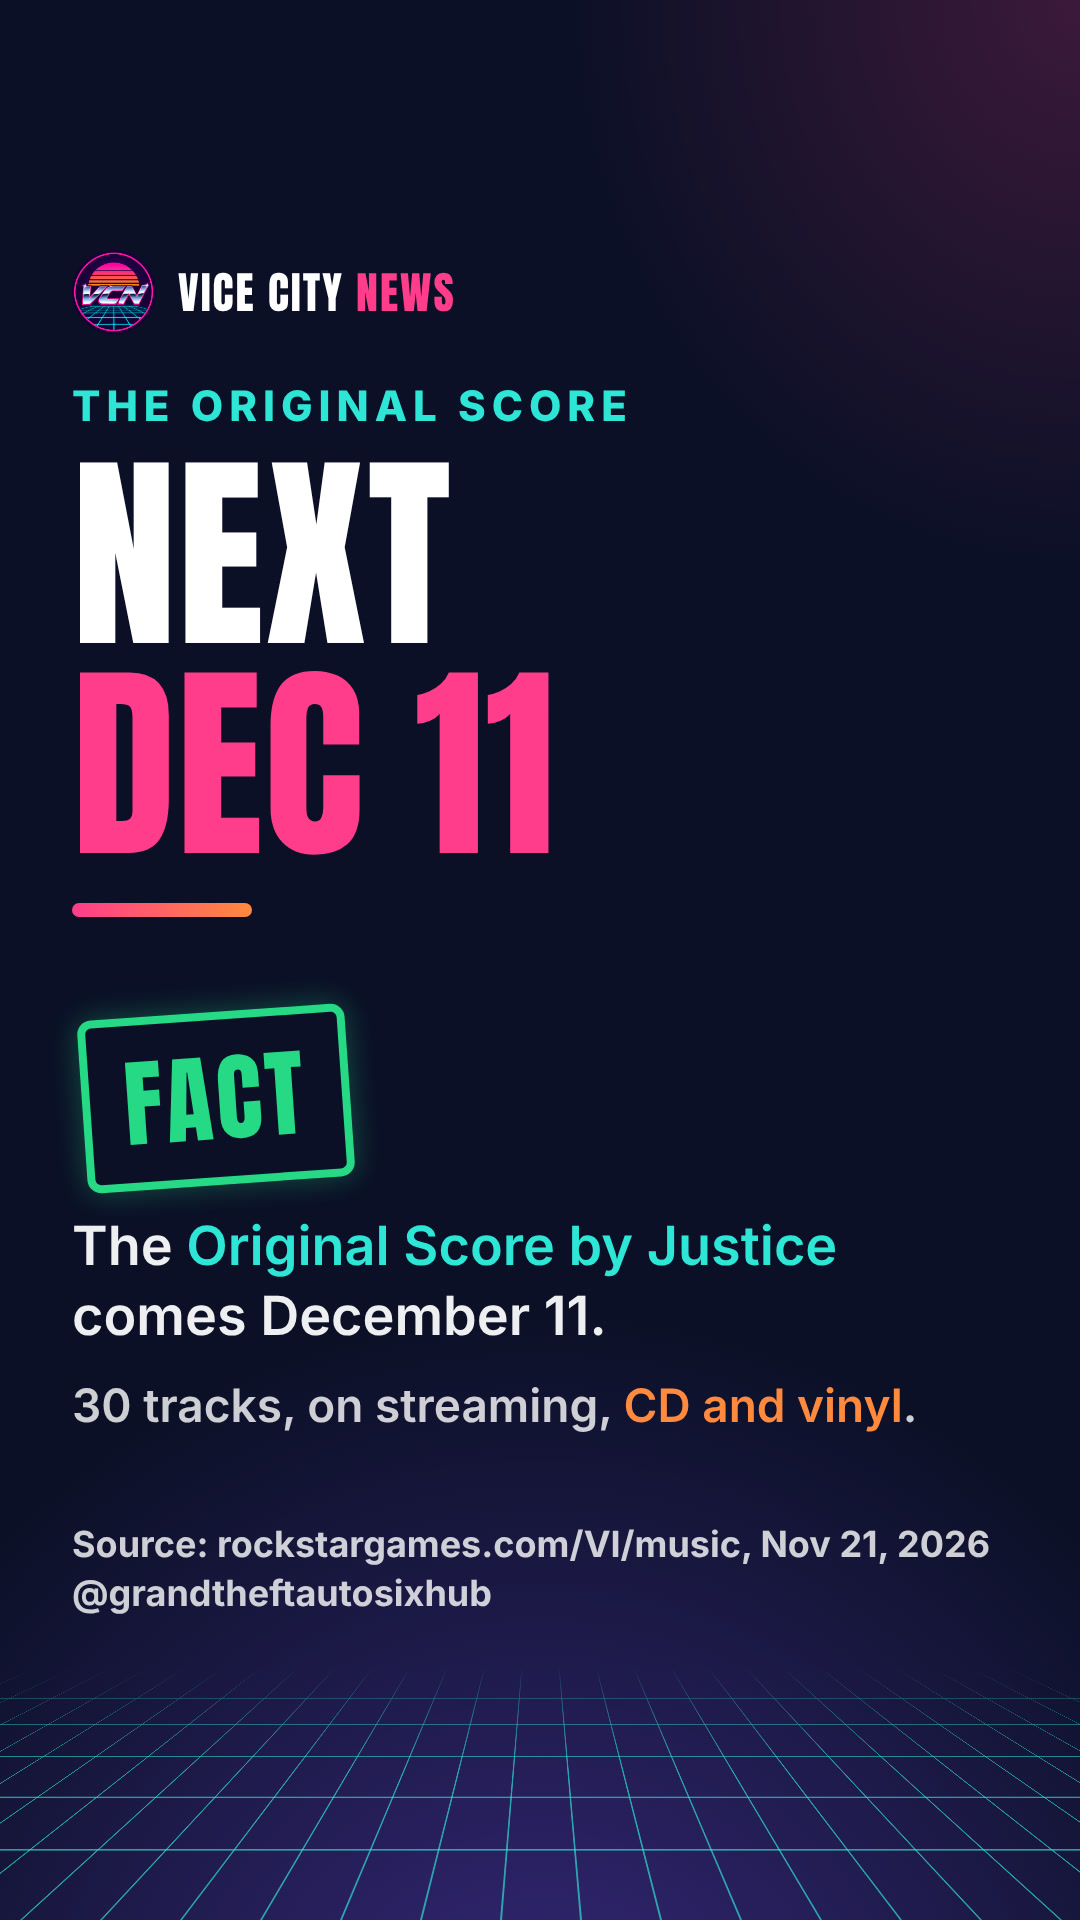 VCN
VICE CITY NEWS
THE ORIGINAL SCORE
NEXT
DEC 11
FACT
The Original Score by Justice
comes December 11.
30 tracks, on streaming, CD and vinyl.
Source: rockstargames.com/VI/music, Nov 21, 2026
@grandtheftautosixhub